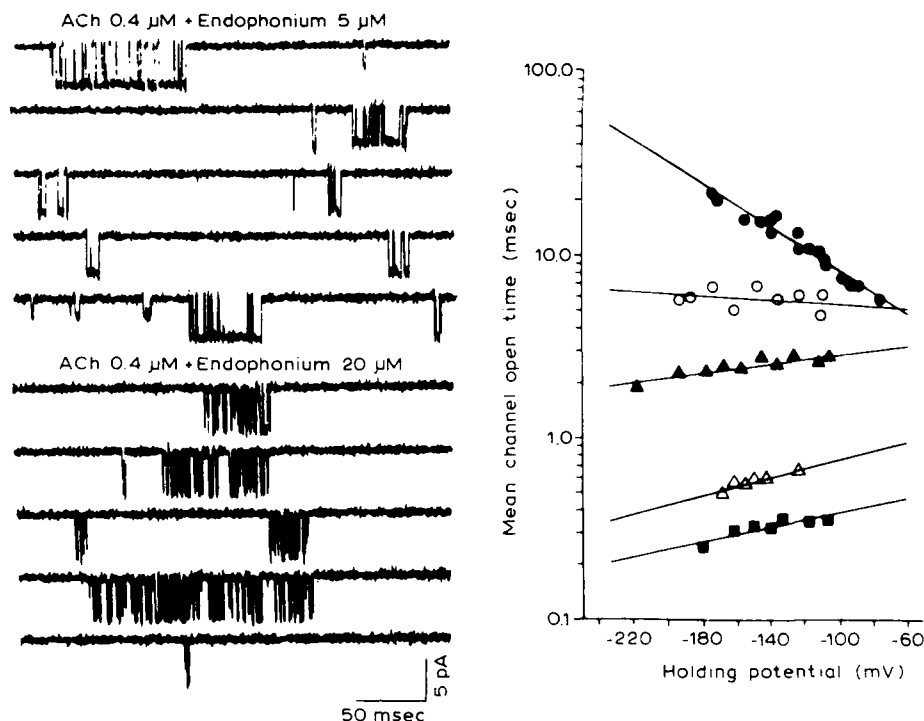 ACh 0.4 µM + Endophonium 5 µM
ACh 0.4 µM + Endophonium 20 µM
5 pA
50 msec
Mean channel open time (msec)
100.0
10.0
1.0
0.1
-220 -180 -140 -100 -60
Holding potential (mV)